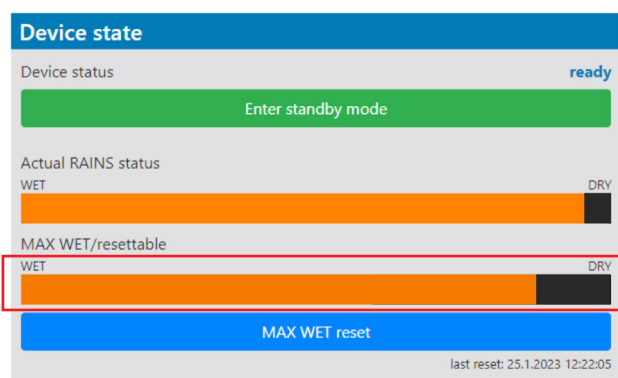 Device state
Device status ready
Enter standby mode
Actual RAINS status
WET DRY
MAX WET/resettable
WET DRY
MAX WET reset
last reset: 25.1.2023 12:22:05